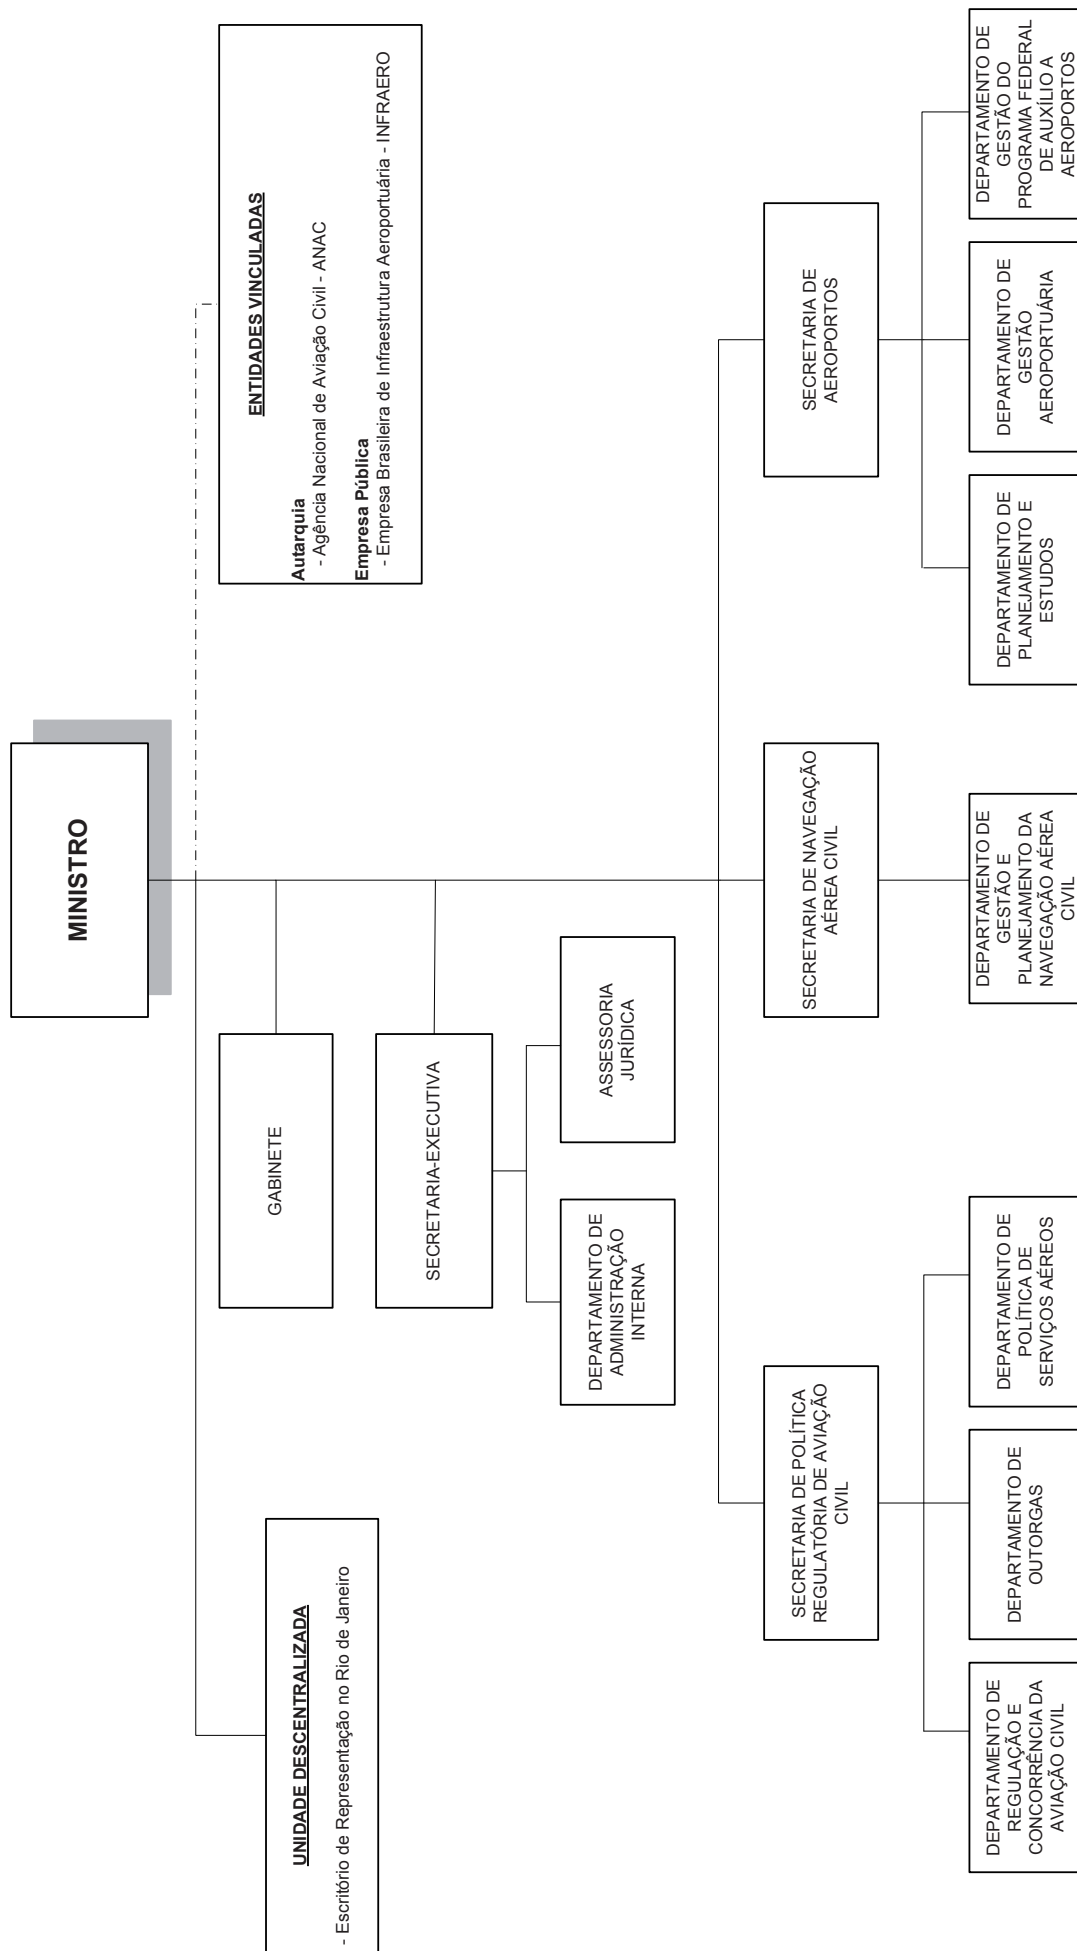 MINISTRO
UNIDADE DESCENTRALIZADA
- Escritório de Representação no Rio de Janeiro
GABINETE
ENTIDADES VINCULADAS
Autarquia
- Agência Nacional de Aviação Civil - ANAC
Empresa Pública
- Empresa Brasileira de Infraestrutura Aeroportuária - INFRAERO
SECRETARIA-EXECUTIVA
DEPARTAMENTO DE
ADMINISTRAÇÃO
INTERNA
ASSESSORIA
JURÍDICA
SECRETARIA DE POLÍTICA
REGULATÓRIA DE AVIAÇÃO
CIVIL
SECRETARIA DE NAVEGAÇÃO
AÉREA CIVIL
SECRETARIA DE
AEROPORTOS
DEPARTAMENTO DE
REGULAÇÃO E
CONCORRÊNCIA DA
AVIAÇÃO CIVIL
DEPARTAMENTO DE
OUTORGAS
DEPARTAMENTO DE
POLÍTICA DE
SERVIÇOS AÉREOS
DEPARTAMENTO DE
GESTÃO E
PLANEJAMENTO DA
NAVEGAÇÃO AÉREA
CIVIL
DEPARTAMENTO DE
PLANEJAMENTO E
ESTUDOS
DEPARTAMENTO DE
GESTÃO
AEROPORTUÁRIA
DEPARTAMENTO DE
GESTÃO DO
PROGRAMA FEDERAL
DE AUXÍLIO A
AEROPORTOS